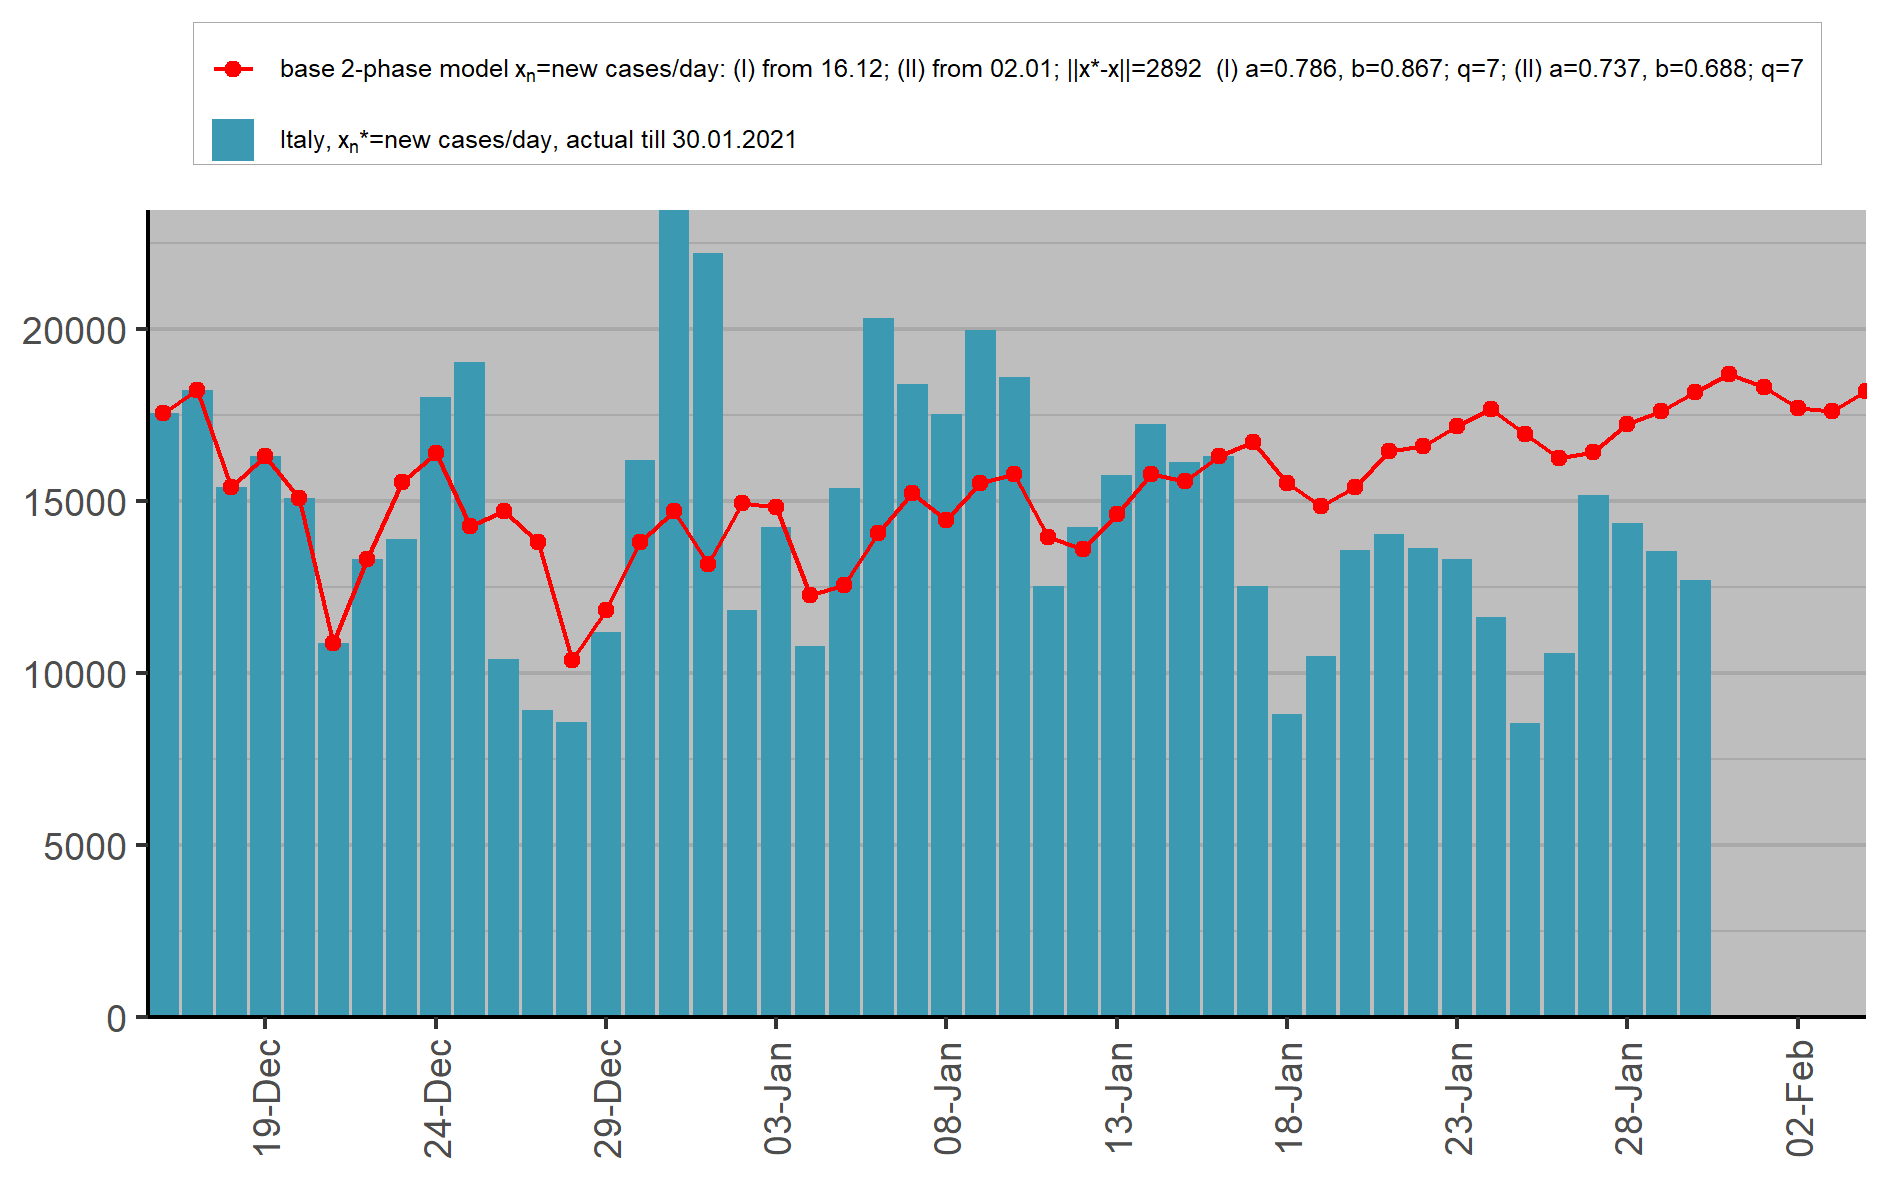 base 2-phase model xn=new cases/day: (I) from 16.12; (II) from 02.01; ||x*-x||=2892  (I) a=0.786, b=0.867; q=7; (II) a=0.737, b=0.688; q=7
Italy, xn*=new cases/day, actual till 30.01.2021
20000
15000
10000
5000
0
19-Dec
24-Dec
29-Dec
03-Jan
08-Jan
13-Jan
18-Jan
23-Jan
28-Jan
02-Feb